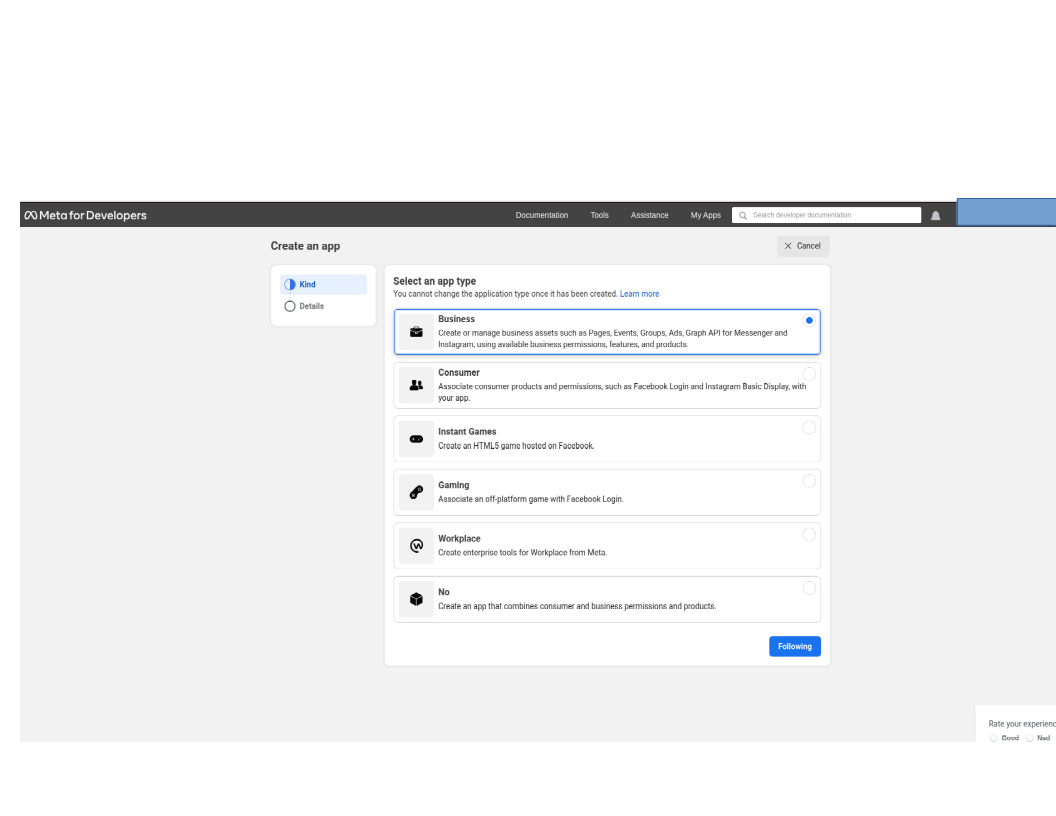 Meta for Developers
Documentation Tools Assistance My Apps Search developer documentation
Create an app
Cancel
Kind
Details
Select an app type
You cannot change the application type once it has been created. Learn more
Business
Create or manage business assets such as Pages, Events, Groups, Ads, Graph API for Messenger and
Instagram, using available business permissions, features, and products.
Consumer
Associate consumer products and permissions, such as Facebook Login and Instagram Basic Display, with
your app.
Instant Games
Create an HTML5 game hosted on Facebook.
Gaming
Associate an off-platform game with Facebook Login.
Workplace
Create enterprise tools for Workplace from Meta.
No
Create an app that combines consumer and business permissions and products.
Following
Rate your experienc
Good Nad